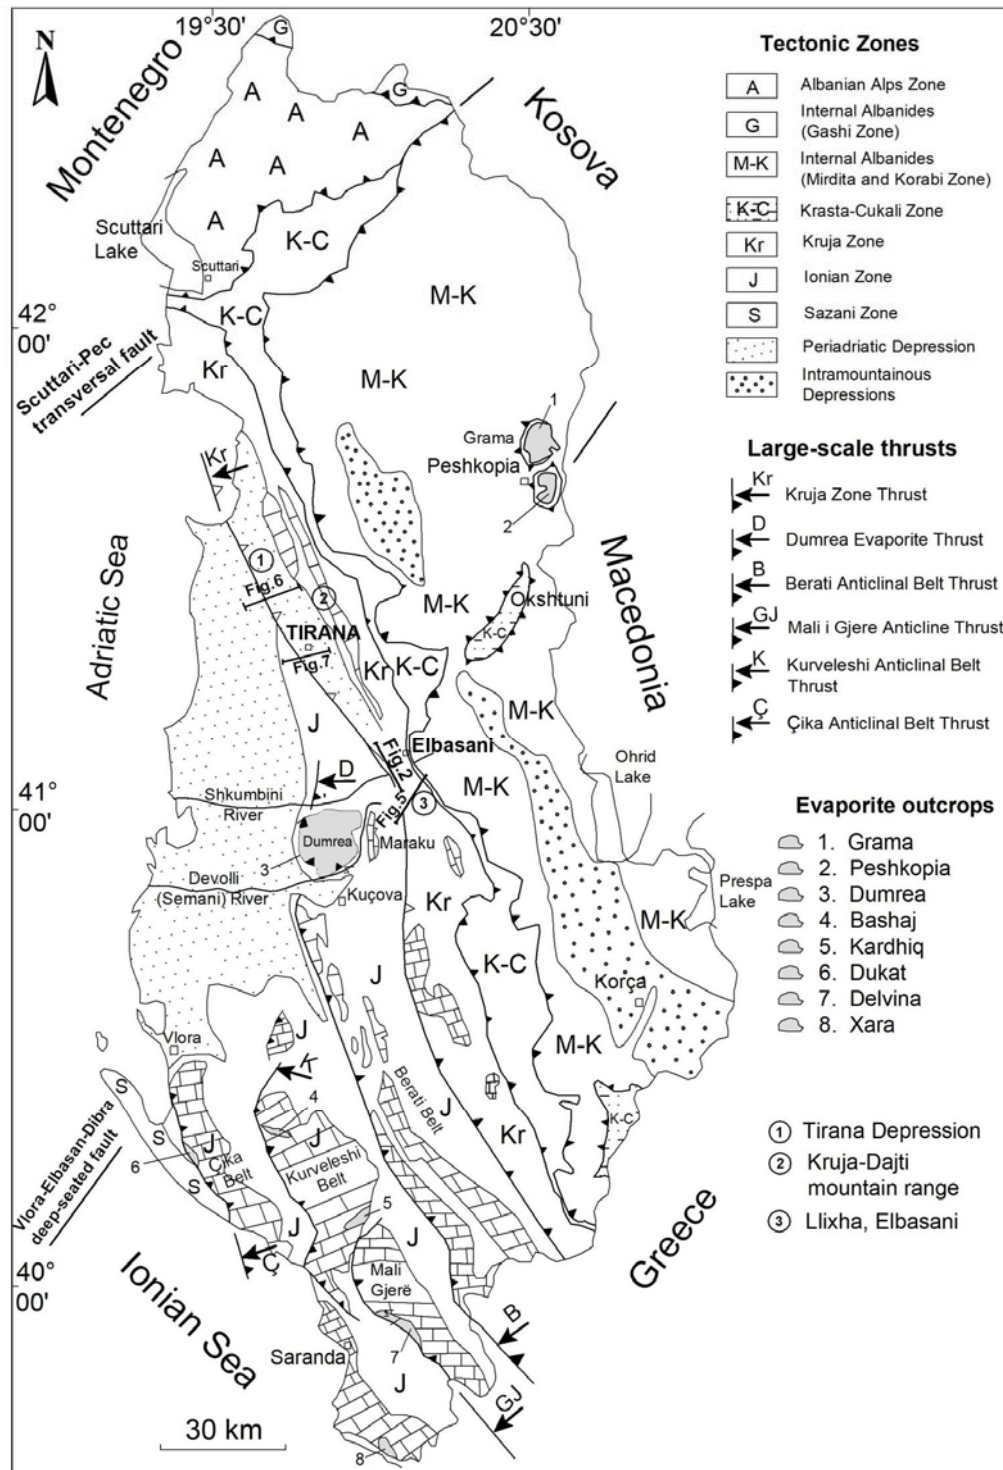 19°30'
20°30'
N
Montenegro
Kosova
G
A
G
A
A
A
A
A
K-C
Scuttari
Lake
Scuttari
M-K
42°
00'
K-C
Kr
M-K
Scuttari-Pec
transversal fault
1
Grama
Peshkopia
2
Kr
Adriatic Sea
Macedonia
1
Fig.6
2
TIRANA
Fig.7
M-K
Okshtuni
K-C
Kr
K-C
M-K
J
Elbasani
Fig.2
M-K
Ohrid
Lake
D
Shkumbini
River
41°
00'
Fig.5
3
Dumrea
Maraku
3
Devolli
(Semani) River
Kuçova
Kr
Prespa
Lake
M-K
J
K-C
Korça
Vlora
J
M-K
K
S
4
Berati Belt
J
K-C
S
J
J
Kr
6
Çika
Belt
Kurveleshi
Belt
S
Vlora-Elbasan-Dibra
deep-seated fault
5
J
J
Ç
40°
00'
Mali
Gjerë
Greece
Ionian Sea
B
Saranda
7
J
GJ
30 km
8
Tectonic Zones
A Albanian Alps Zone
G Internal Albanides
(Gashi Zone)
M-K Internal Albanides
(Mirdita and Korabi Zone)
K-C Krasta-Cukali Zone
Kr Kruja Zone
J Ionian Zone
S Sazani Zone
Periadriatic Depression
Intramountainous
Depressions
Large-scale thrusts
Kr Kruja Zone Thrust
D Dumrea Evaporite Thrust
B Berati Anticlinal Belt Thrust
GJ Mali i Gjere Anticline Thrust
K Kurveleshi Anticlinal Belt
Thrust
Ç Çika Anticlinal Belt Thrust
Evaporite outcrops
1. Grama
2. Peshkopia
3. Dumrea
4. Bashaj
5. Kardhiq
6. Dukat
7. Delvina
8. Xara
1 Tirana Depression
2 Kruja-Dajti
mountain range
3 Llixha, Elbasani